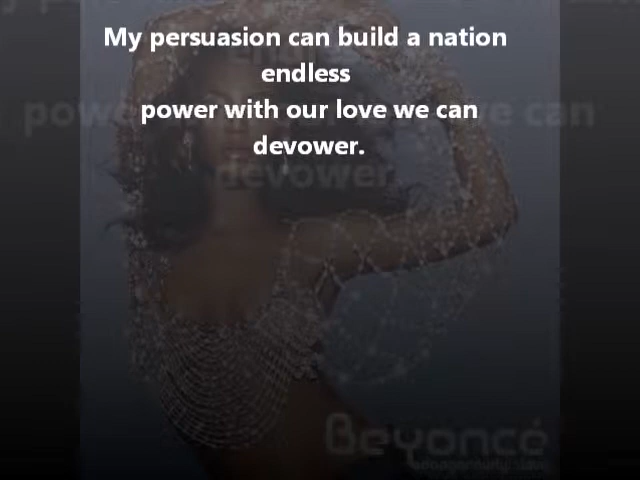 My persuasion can build a nation
endless
power with our love we can
devower.
Beyoncé